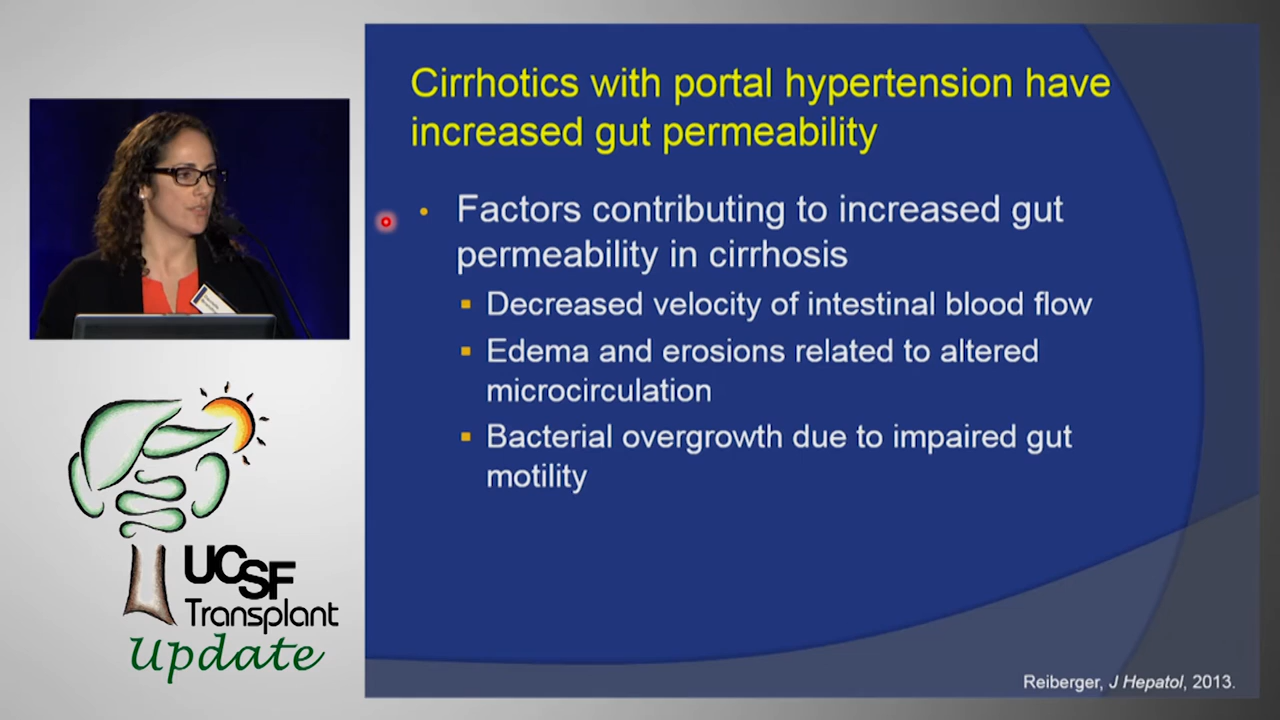 Cirrhotics with portal hypertension have
increased gut permeability
• Factors contributing to increased gut
permeability in cirrhosis
▪ Decreased velocity of intestinal blood flow
▪ Edema and erosions related to altered
microcirculation
▪ Bacterial overgrowth due to impaired gut
motility
Reiberger, J Hepatol, 2013.
UCSF
Transplant
Update